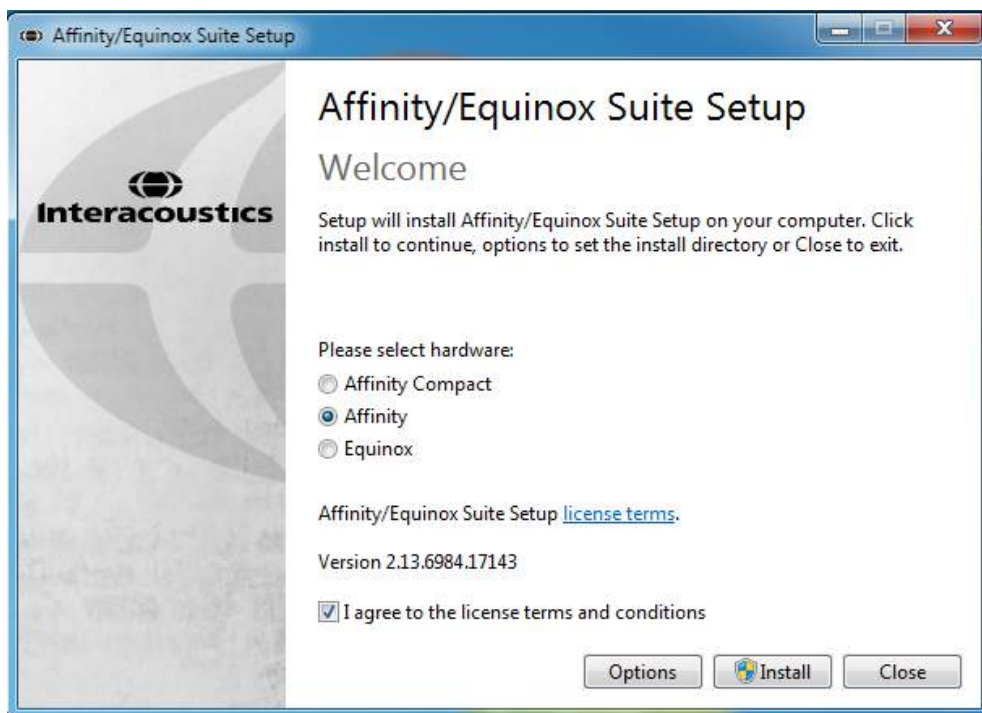 Affinity/Equinox Suite Setup
Interacoustics
Affinity/Equinox Suite Setup
Welcome
Setup will install Affinity/Equinox Suite Setup on your computer. Click
install to continue, options to set the install directory or Close to exit.
Please select hardware:
Affinity Compact
Affinity
Equinox
Affinity/Equinox Suite Setup license terms.
Version 2.13.6984.17143
I agree to the license terms and conditions
Options Install Close